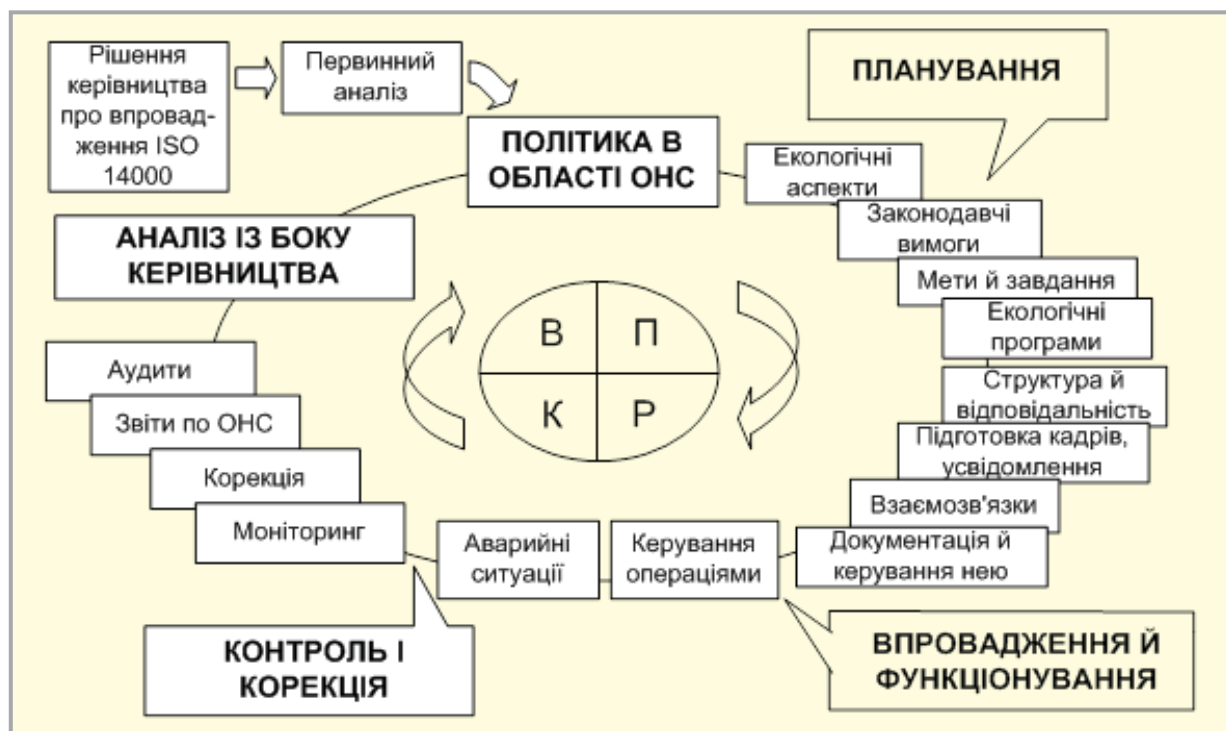 Рішення
керівництва
про впровад-
ження ISO
14000
Первинний
аналіз
ПЛАНУВАННЯ
ПОЛІТИКА В
ОБЛАСТІ ОНС
Екологічні
аспекти
Законодавчі
вимоги
Мети й завдання
Екологічні
програми
Структура й
відповідальність
Підготовка кадрів,
усвідомлення
Взаємозв'язки
Документація й
керування нею
ВПРОВАДЖЕННЯ Й
ФУНКЦІОНУВАННЯ
Керування
операціями
Аварійні
ситуації
КОНТРОЛЬ І
КОРЕКЦІЯ
Моніторинг
Корекція
Звіти по ОНС
Аудити
АНАЛІЗ ІЗ БОКУ
КЕРІВНИЦТВА
В П
К Р